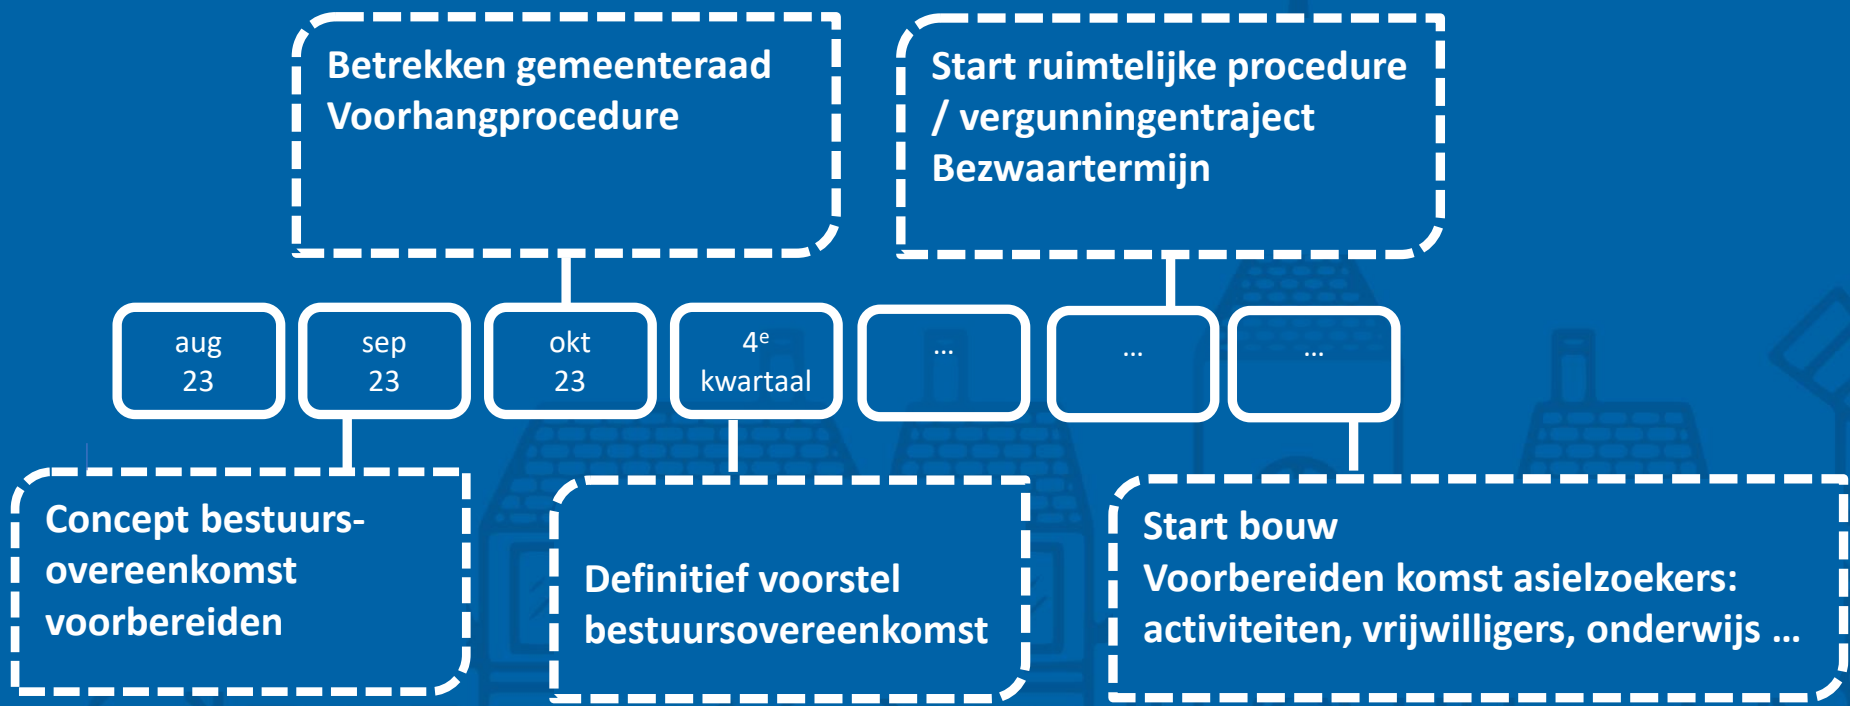 Betrekken gemeenteraad
Voorhangprocedure
Start ruimtelijke procedure
/ vergunningentraject
Bezwaartermijn
aug
23
sep
23
okt
23
4e
kwartaal
...
...
...
Concept bestuurs-
overeenkomst
voorbereiden
Definitief voorstel
bestuursovereenkomst
Start bouw
Voorbereiden komst asielzoekers:
activiteiten, vrijwilligers, onderwijs ...